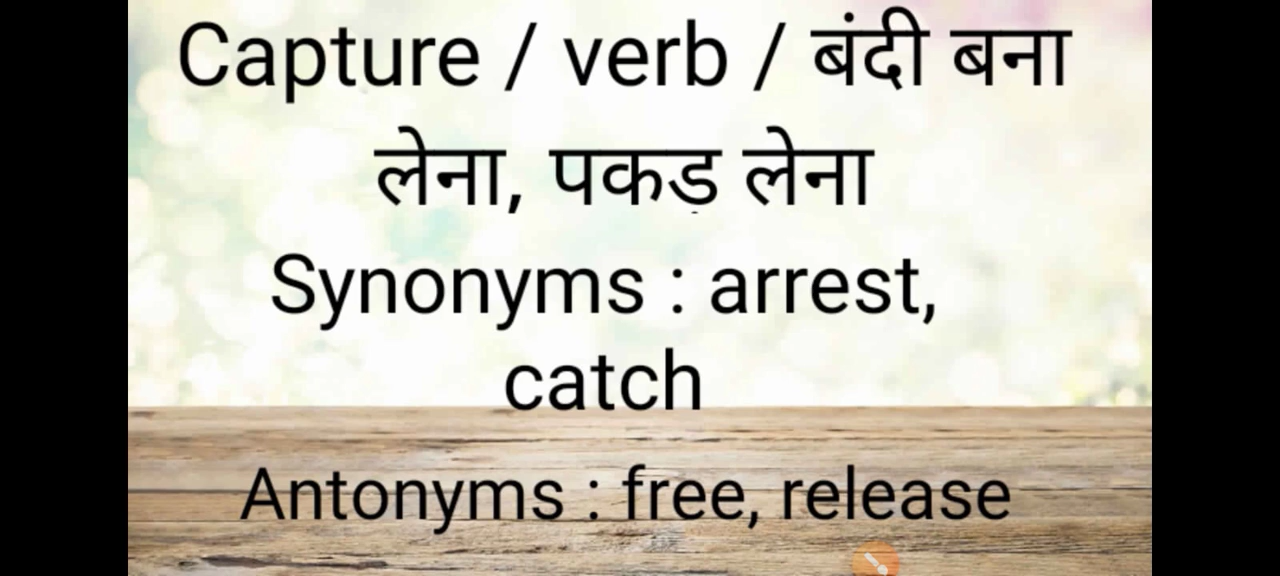 Capture / verb / बंदी बना
लेना, पकड़ लेना
Synonyms : arrest,
catch
Antonyms : free, release